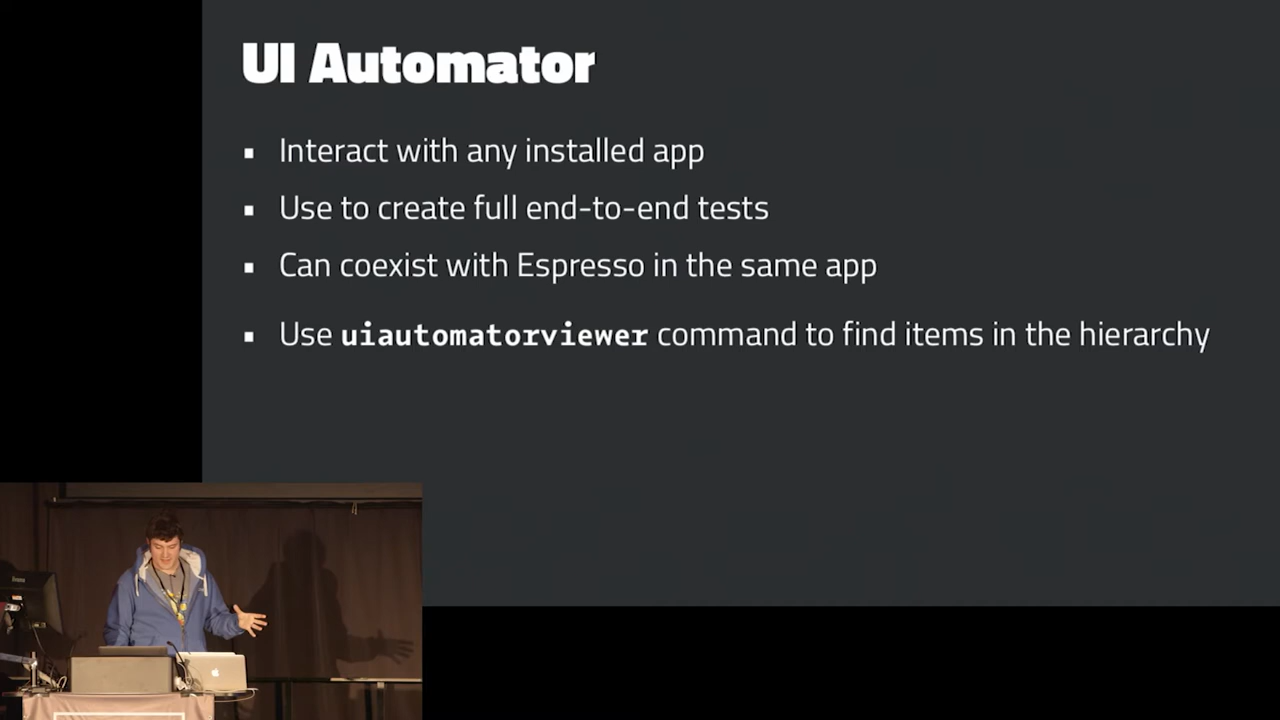 UI Automator
▪ Interact with any installed app
▪ Use to create full end-to-end tests
▪ Can coexist with Espresso in the same app
▪ Use uiautomatorviewer command to find items in the hierarchy